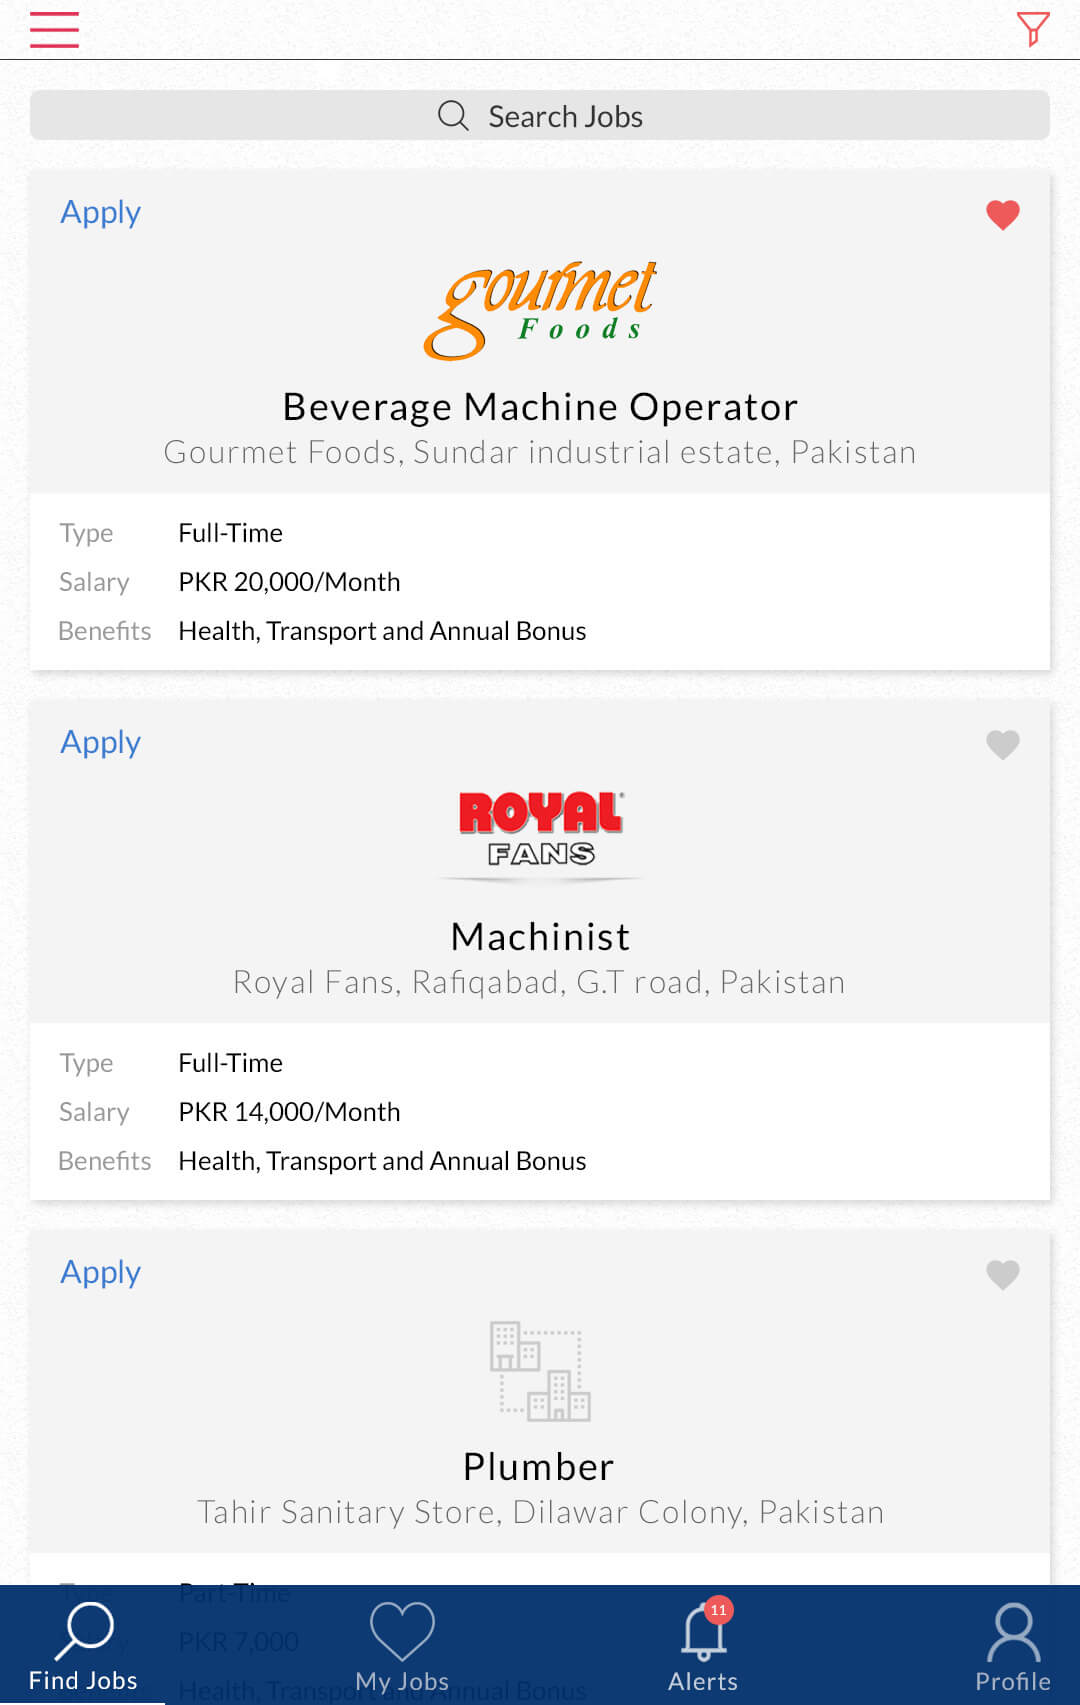 Search Jobs
Apply
gourmet
Foods
Beverage Machine Operator
Gourmet Foods, Sundar industrial estate, Pakistan
Type Full-Time
Salary PKR 20,000/Month
Benefits Health, Transport and Annual Bonus
Apply
ROYAL
FANS
Machinist
Royal Fans, Rafiqabad, G.T road, Pakistan
Type Full-Time
Salary PKR 14,000/Month
Benefits Health, Transport and Annual Bonus
Apply
Plumber
Tahir Sanitary Store, Dilawar Colony, Pakistan
Type Part-Time
Salary PKR 7,000
Benefits Health, Transport and Annual Bonus
11
Find Jobs My Jobs Alerts Profile